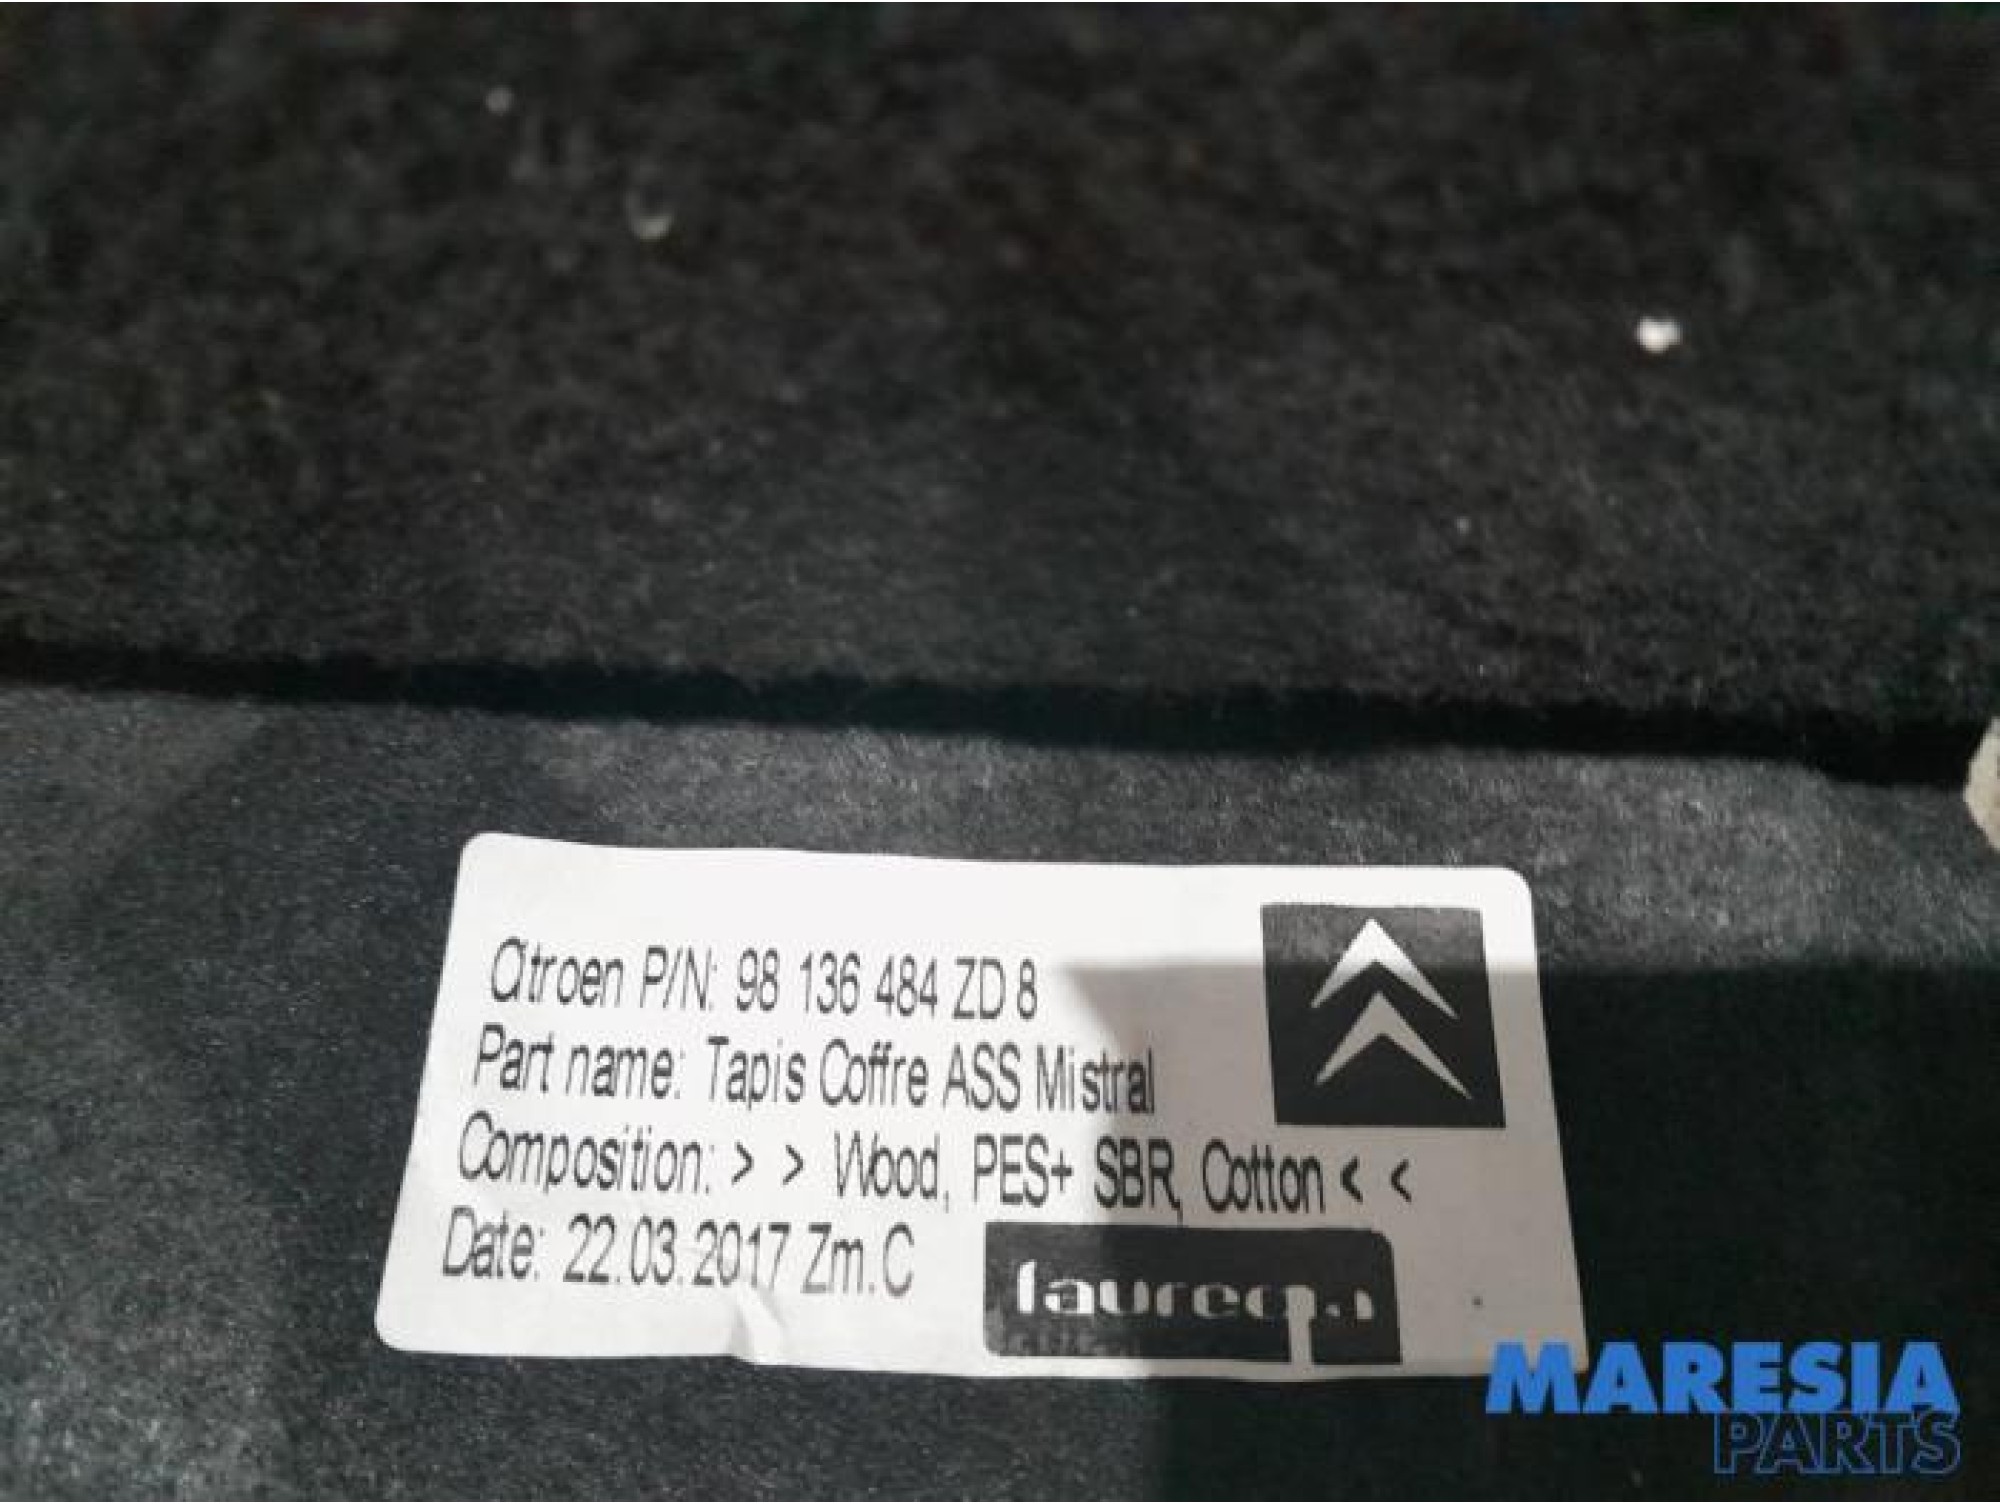 Citroen P/N: 98 136 484 ZD 8
Part name: Tapis Coffre ASS Mistral
Composition: > > Wood, PES+ SBR, Cotton < <
Date: 22.03.2017 Zm.C
faurecia
MARESIA
PARTS